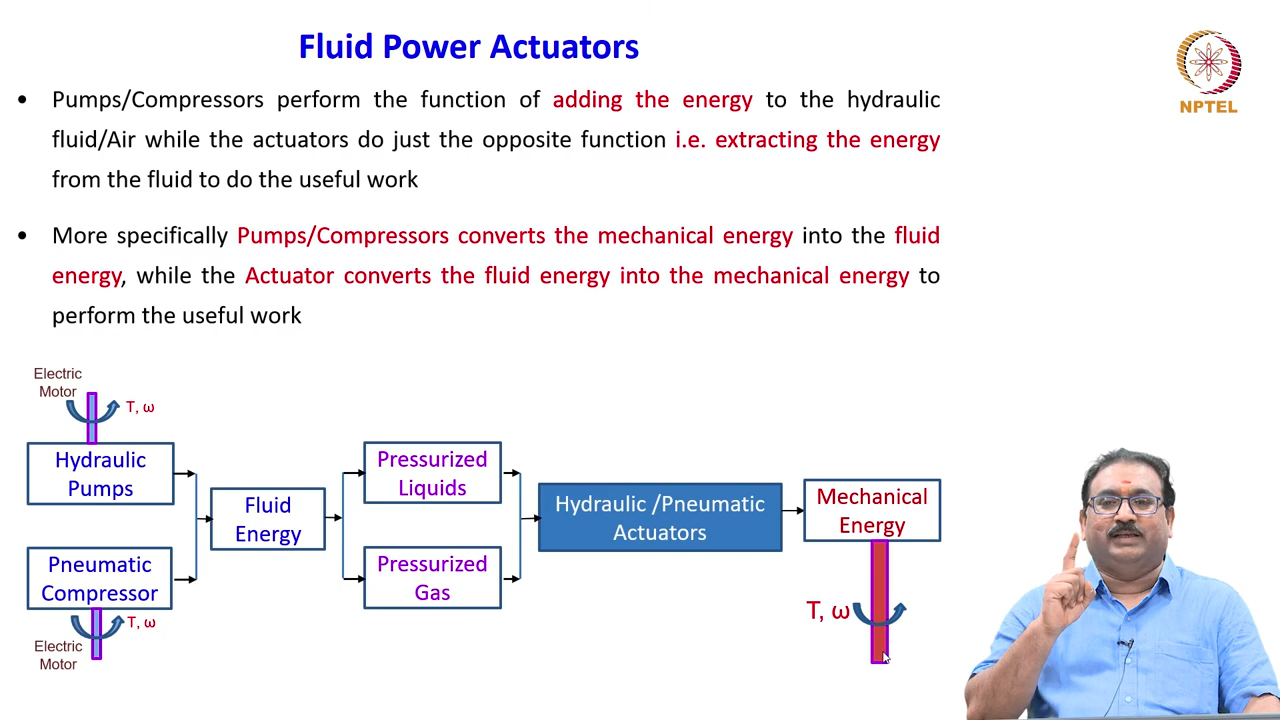 Fluid Power Actuators
NPTEL
• Pumps/Compressors perform the function of adding the energy to the hydraulic
fluid/Air while the actuators do just the opposite function i.e. extracting the energy
from the fluid to do the useful work
• More specifically Pumps/Compressors converts the mechanical energy into the fluid
energy, while the Actuator converts the fluid energy into the mechanical energy to
perform the useful work
Electric
Motor
T, ω
Hydraulic
Pumps
Fluid
Energy
Pneumatic
Compressor
T, ω
Electric
Motor
Pressurized
Liquids
Pressurized
Gas
Hydraulic /Pneumatic
Actuators
Mechanical
Energy
T, ω